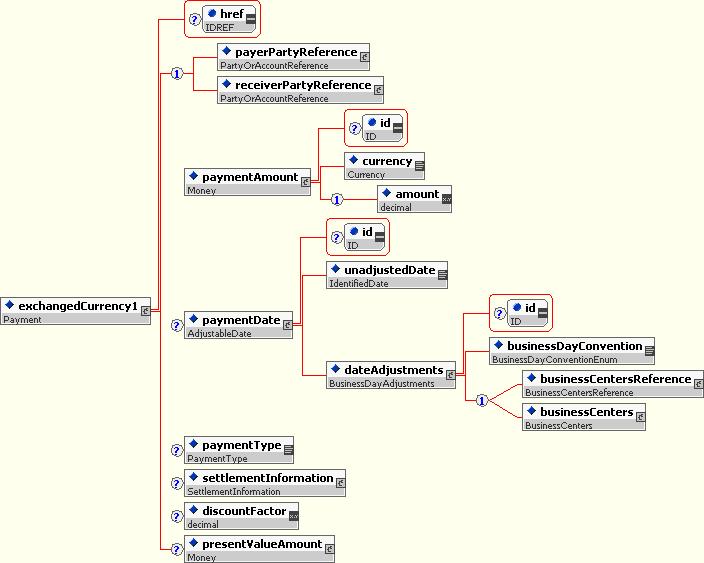 ? href
IDREF
payerPartyReference
PartyOrAccountReference
1
receiverPartyReference
PartyOrAccountReference
? id
ID
currency
Currency
paymentAmount
Money
1 amount
decimal
? id
ID
unadjustedDate
IdentifiedDate
exchangedCurrency1
Payment
? paymentDate
AdjustableDate
? id
ID
businessDayConvention
BusinessDayConventionEnum
dateAdjustments
BusinessDayAdjustments
businessCentersReference
BusinessCentersReference
1
businessCenters
BusinessCenters
? paymentType
PaymentType
? settlementInformation
SettlementInformation
? discountFactor
decimal
? presentValueAmount
Money